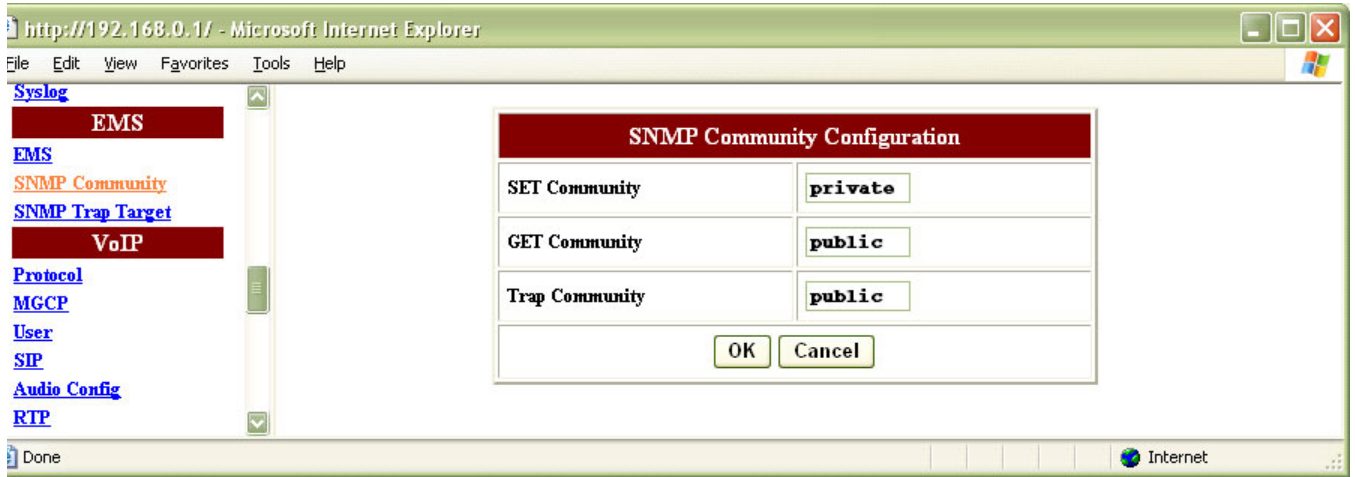 http://192.168.0.1/ - Microsoft Internet Explorer
File Edit View Favorites Tools Help
Syslog
EMS
EMS
SNMP Community
SNMP Trap Target
VoIP
Protocol
MGCP
User
SIP
Audio Config
RTP
SNMP Community Configuration
SET Community private
GET Community public
Trap Community public
OK Cancel
Done Internet